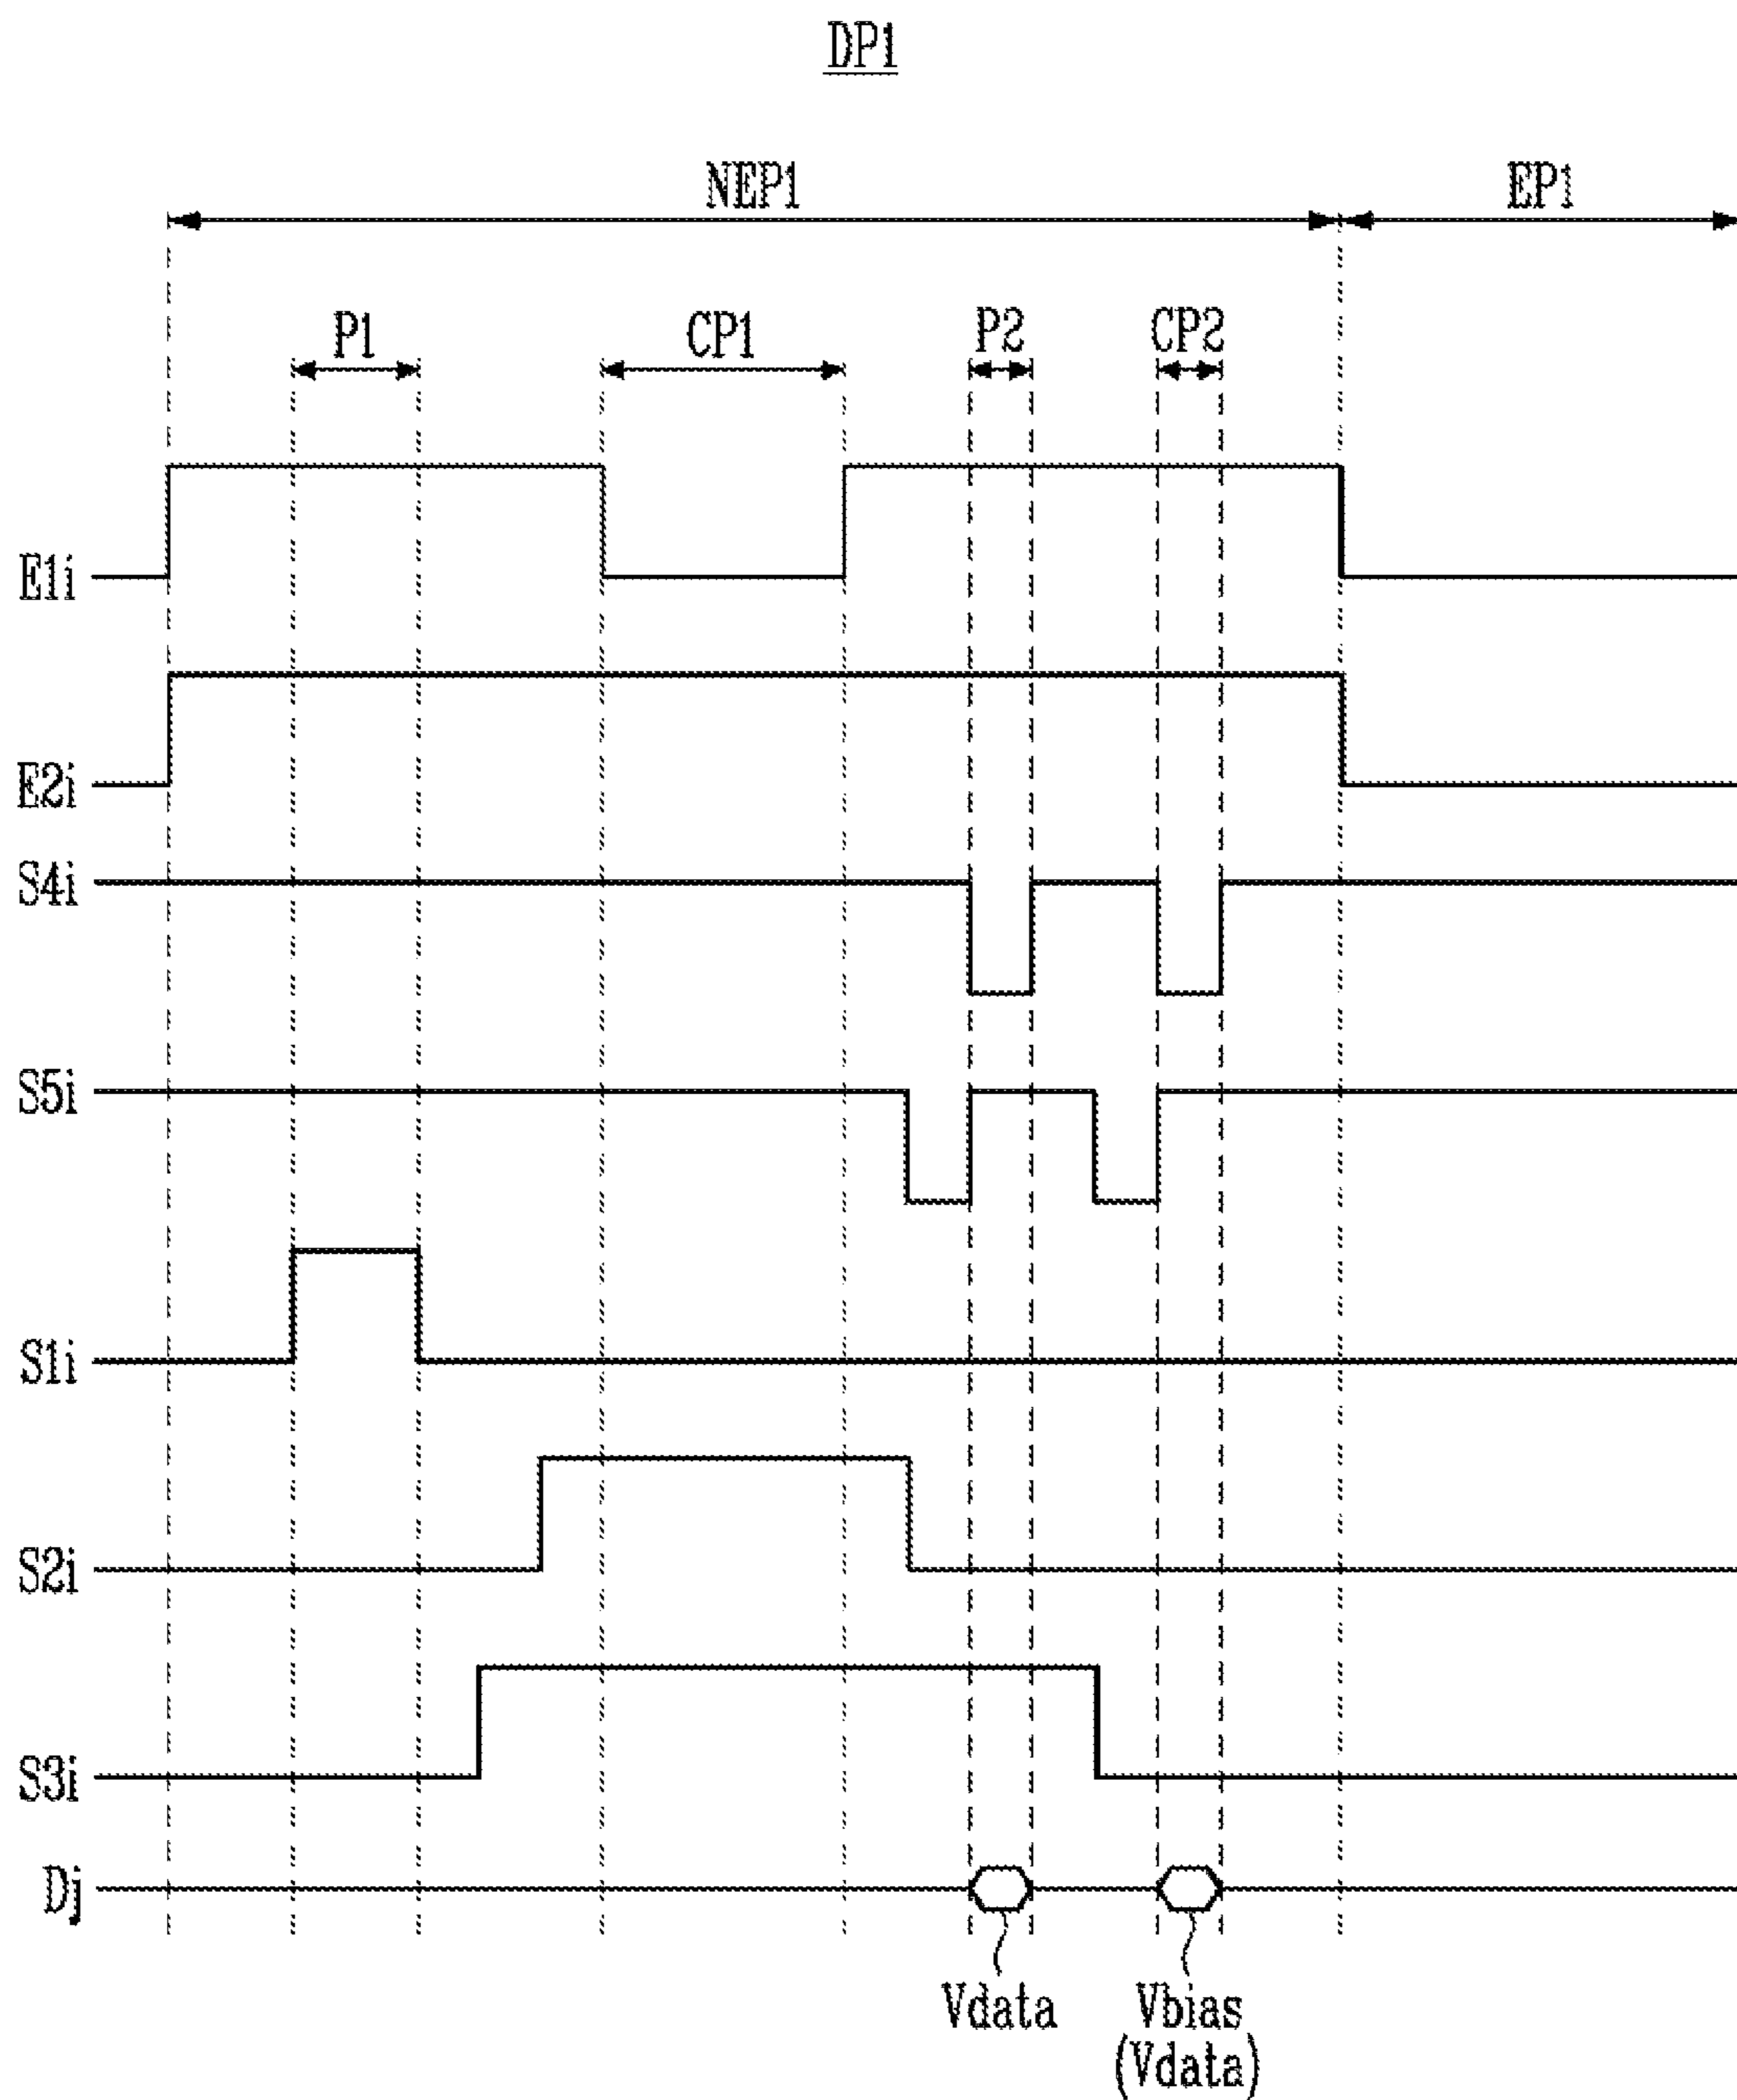 DP1
NEP1 EP1
P1 CP1 P2 CP2
E1i
E2i
S4i
S5i
S1i
S2i
S3i
Dj
Vdata Vbias
(Vdata)